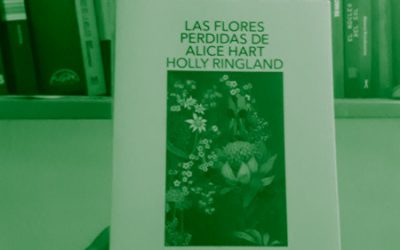 LAS FLORES
PERDIDAS DE
ALICE HART
HOLLY RINGLAND